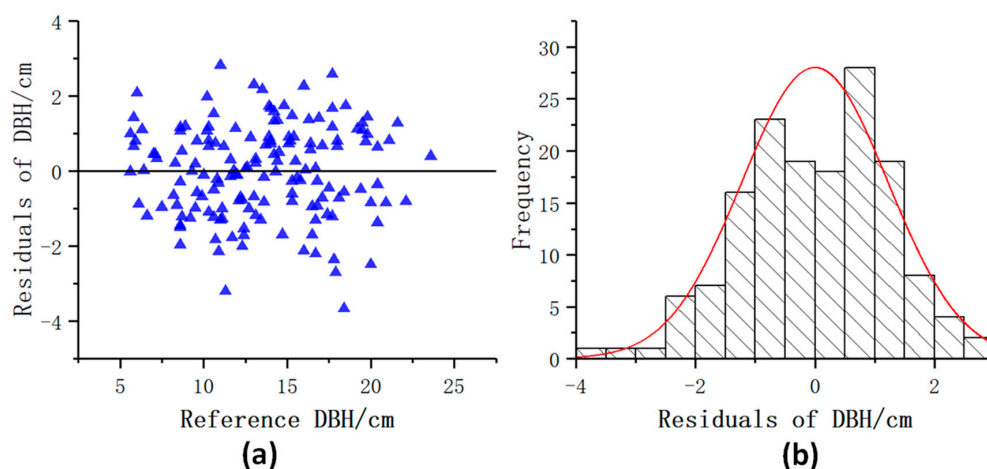 4
2
0
-2
-4
5 10 15 20 25
Residuals of DBH/cm
Reference DBH/cm
(a)
30
25
20
15
10
5
0
-4 -2 0 2
Frequency
Residuals of DBH/cm
(b)